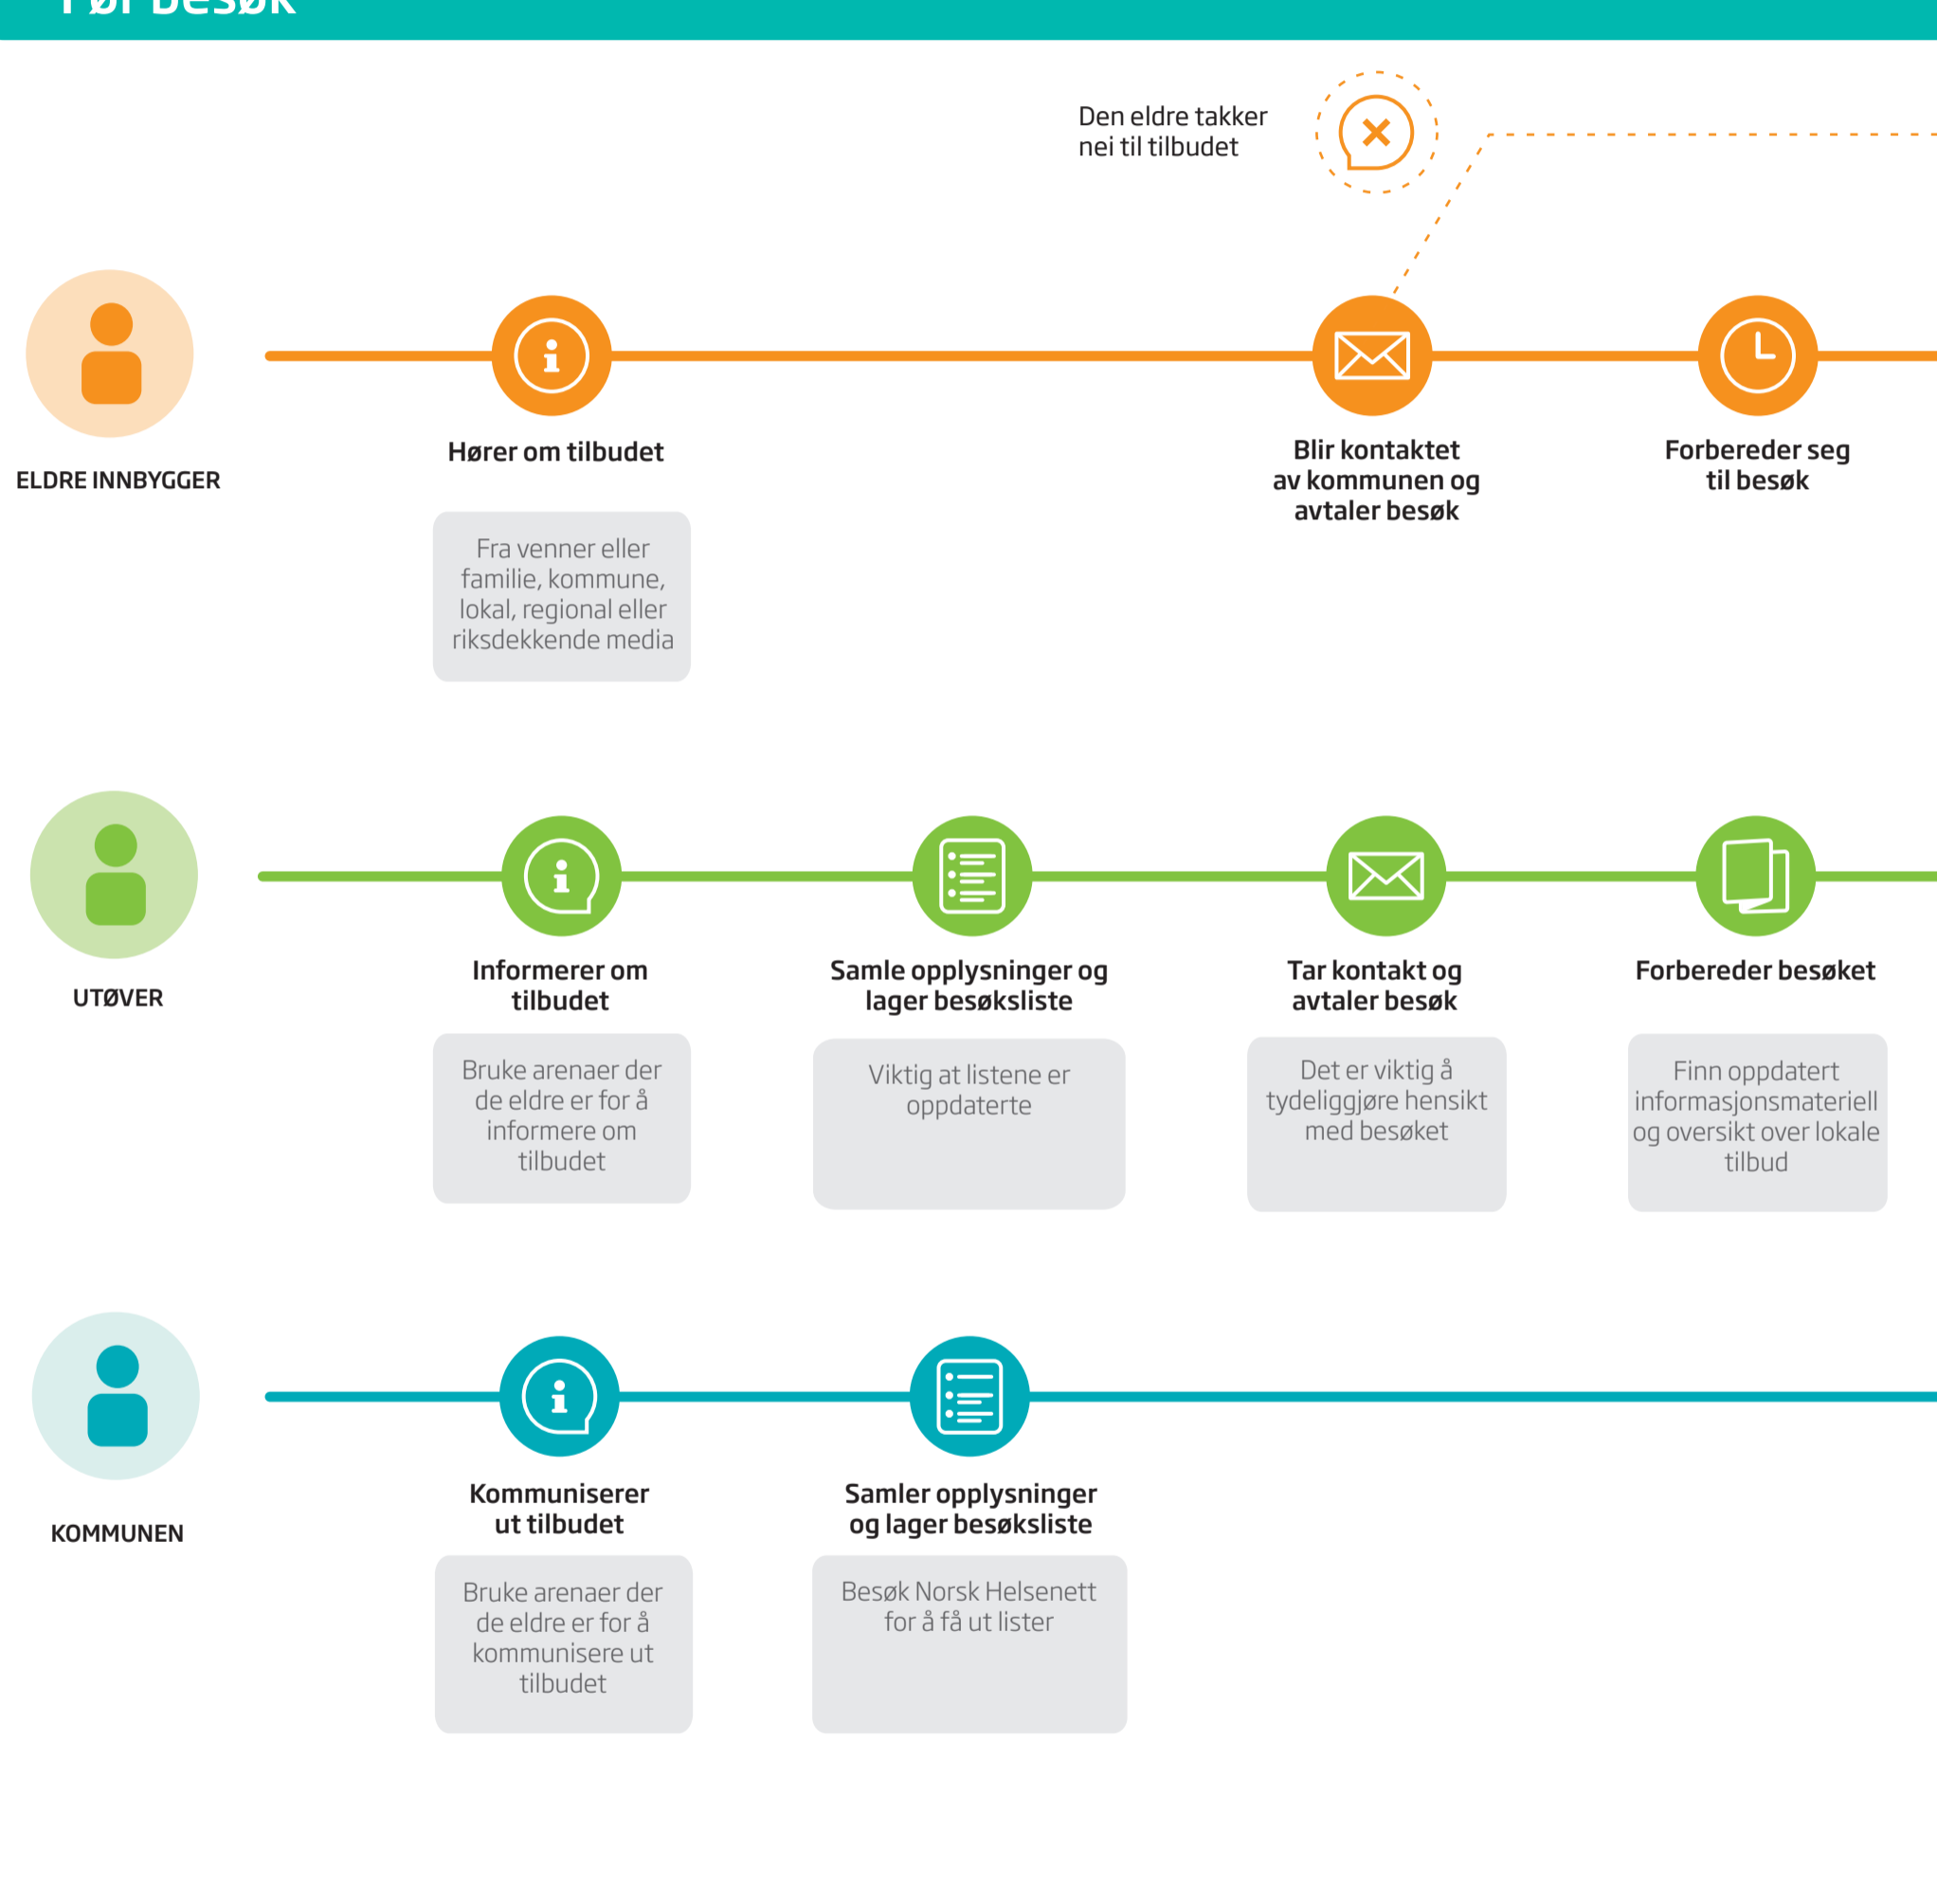 Før besøk
Den eldre takker
nei til tilbudet
ELDRE INNBYGGER
Hører om tilbudet
Fra venner eller
familie, kommune,
lokal, regional eller
riksdekkende media
Blir kontaktet
av kommunen og
avtaler besøk
Forbereder seg
til besøk
UTØVER
Informerer om
tilbudet
Bruke arenaer der
de eldre er for å
informere om
tilbudet
Samle opplysninger og
lager besøksliste
Viktig at listene er
oppdaterte
Tar kontakt og
avtaler besøk
Det er viktig å
tydeliggjøre hensikt
med besøket
Forbereder besøket
Finn oppdatert
informasjonsmateriell
og oversikt over lokale
tilbud
KOMMUNEN
Kommuniserer
ut tilbudet
Bruke arenaer der
de eldre er for å
kommunisere ut
tilbudet
Samler opplysninger
og lager besøksliste
Besøk Norsk Helsenett
for å få ut lister